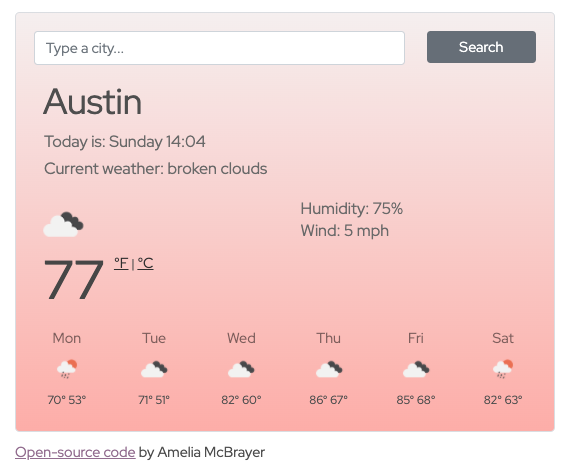 Type a city...
Search
Austin
Today is: Sunday 14:04
Current weather: broken clouds
Humidity: 75%
Wind: 5 mph
77 °F | °C
Mon Tue Wed Thu Fri Sat
70° 53° 71° 51° 82° 60° 86° 67° 85° 68° 82° 63°
Open-source code by Amelia McBrayer